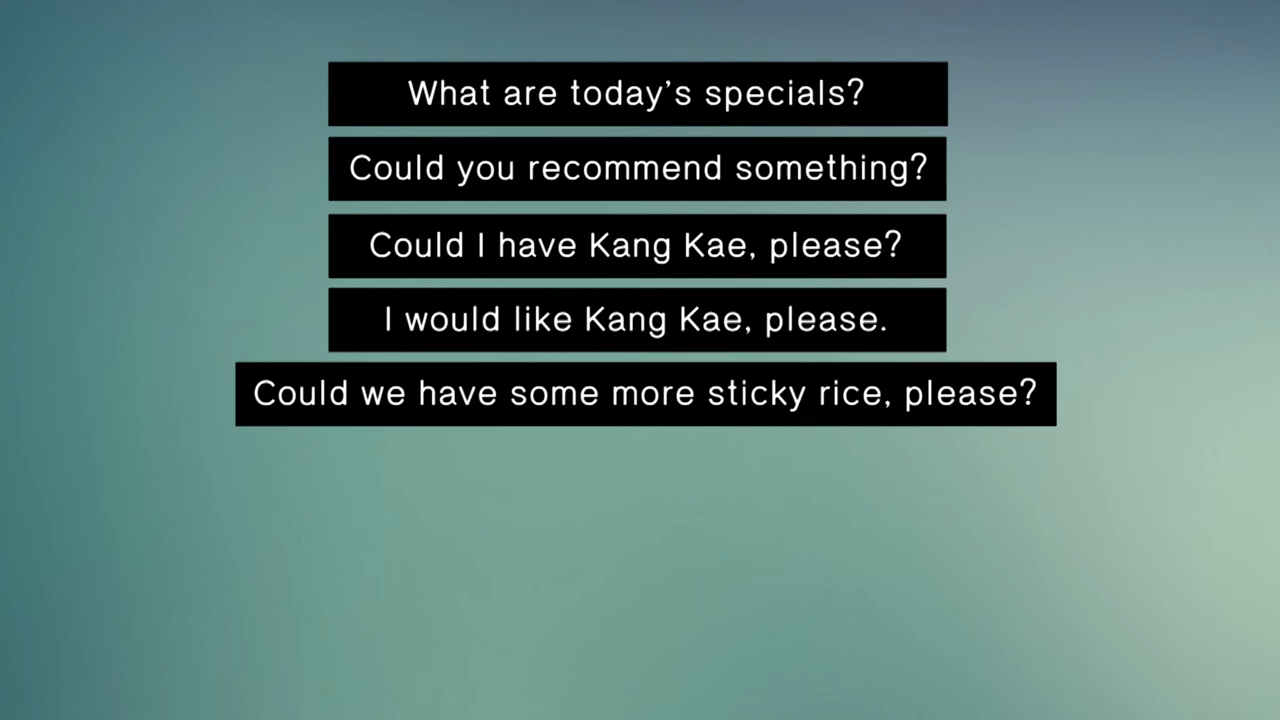 What are today's specials?
Could you recommend something?
Could I have Kang Kae, please?
I would like Kang Kae, please.
Could we have some more sticky rice, please?